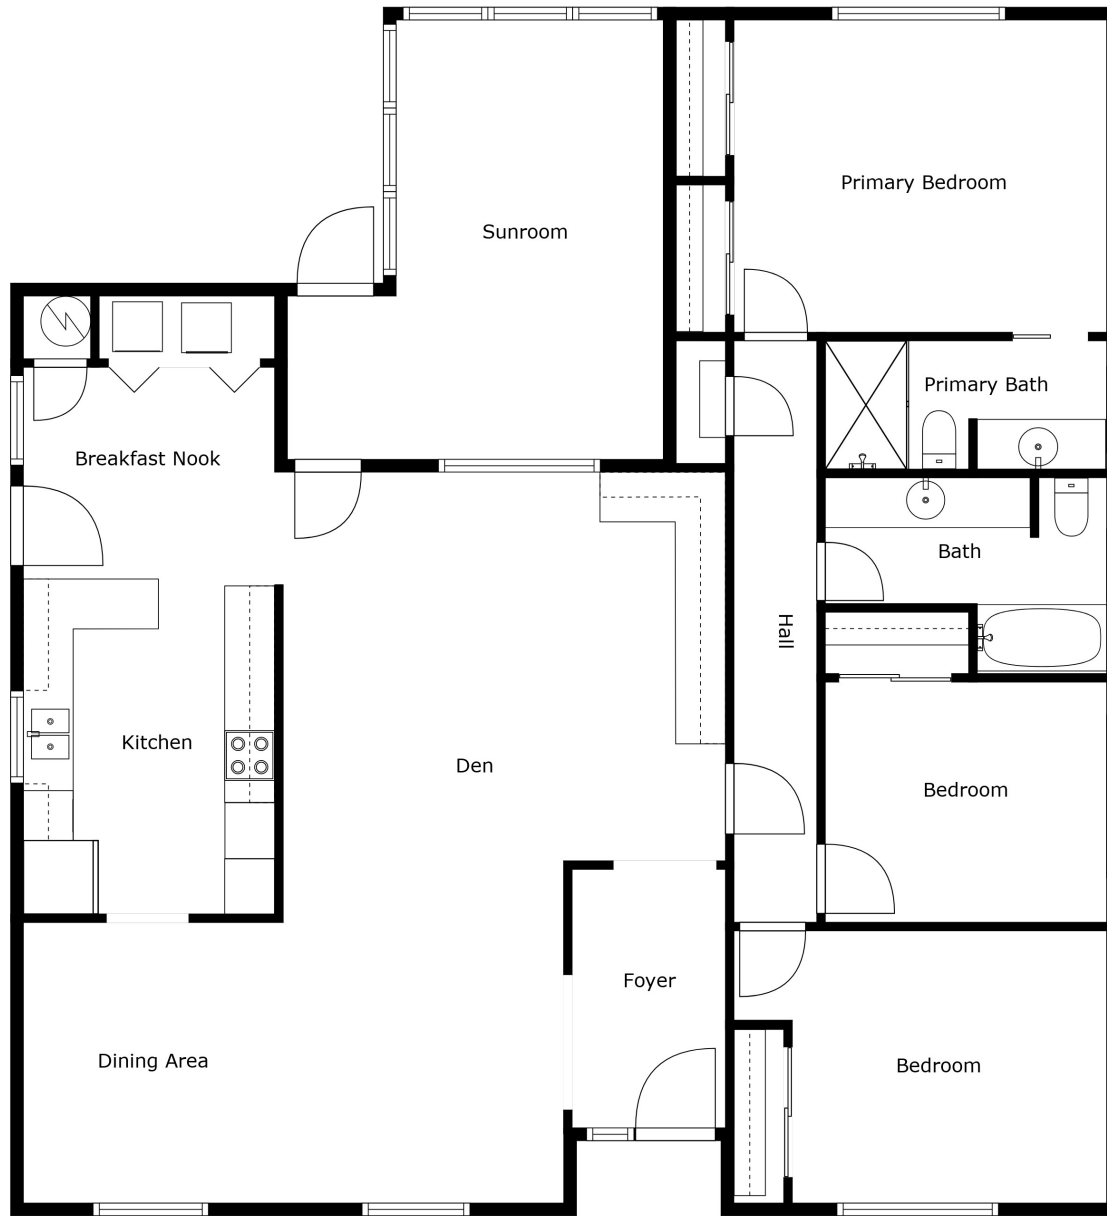 Primary Bedroom
Sunroom
Primary Bath
Breakfast Nook
Bath
Hall
Kitchen
Den
Bedroom
Foyer
Dining Area
Bedroom